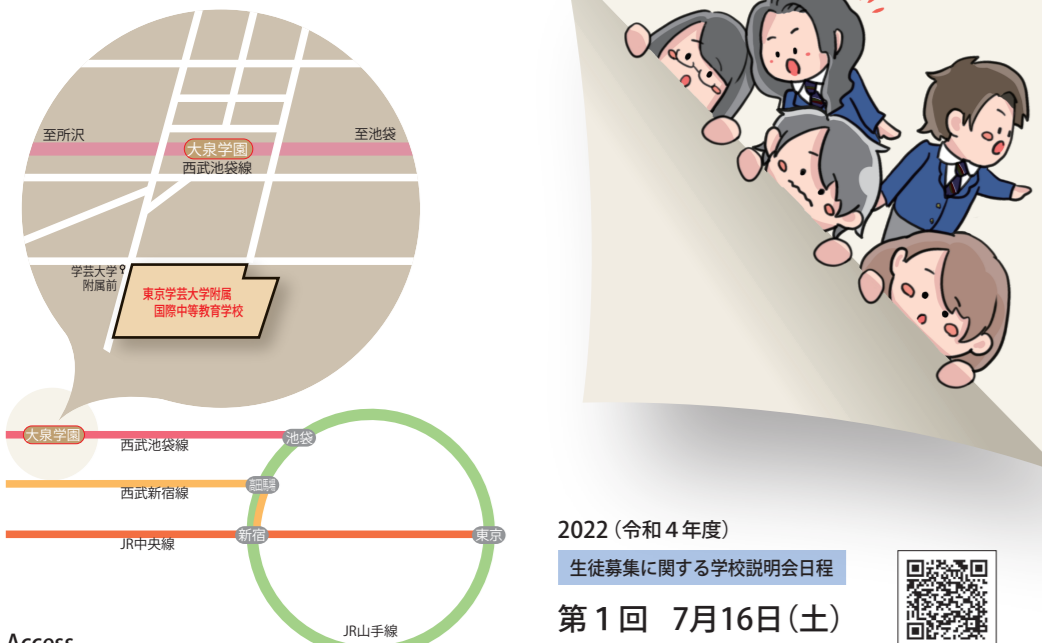 至所沢
至池袋
大泉学園
西武池袋線
学芸大学
附属前
東京学芸大学附属
国際中等教育学校
大泉学園
西武池袋線
池袋
西武新宿線
高田馬場
JR中央線
新宿
東京
JR山手線
Access
2022(令和4年度)
生徒募集に関する学校説明会日程
第1回 7月16日(土)